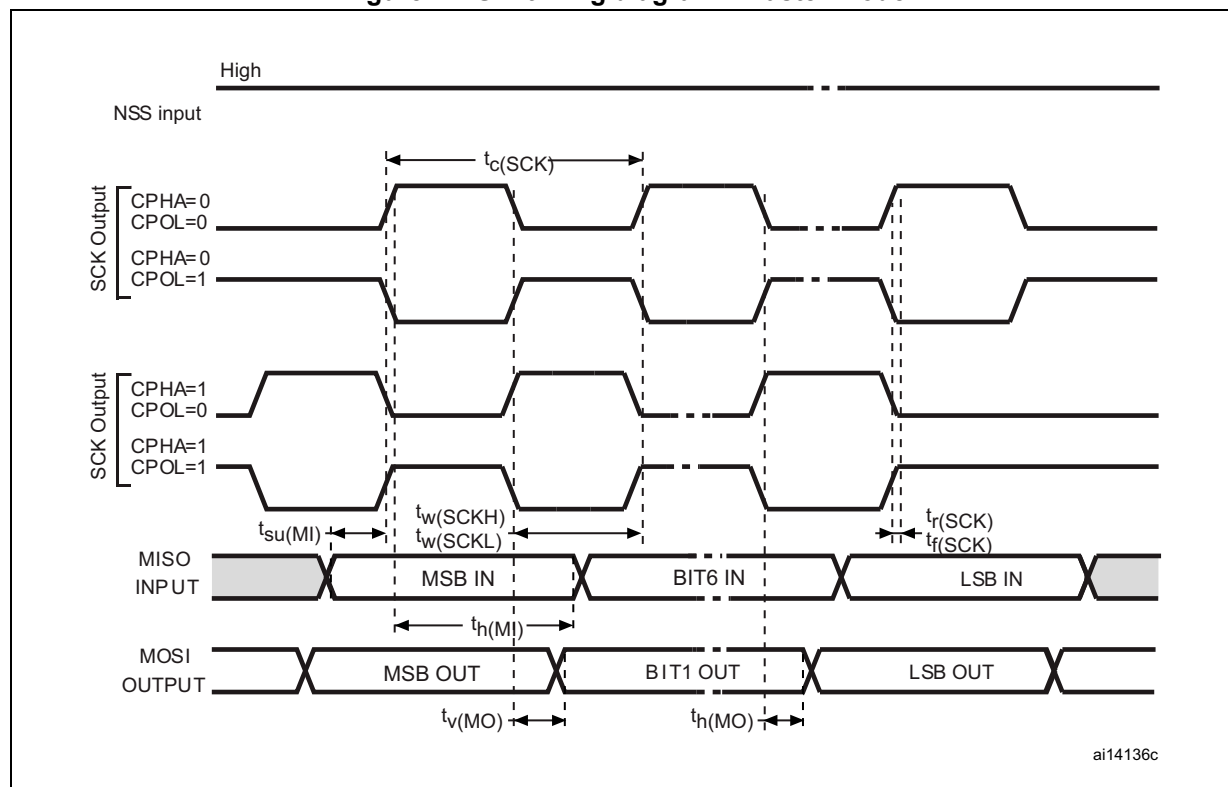 High
NSS input
tc(SCK)
SCK Output
CPHA=0
CPOL=0
CPHA=0
CPOL=1
SCK Output
CPHA=1
CPOL=0
CPHA=1
CPOL=1
tsu(MI)
tw(SCKH)
tw(SCKL)
tr(SCK)
tf(SCK)
MISO
INPUT
MSB IN
BIT6 IN
LSB IN
th(MI)
MOSI
OUTPUT
MSB OUT
BIT1 OUT
LSB OUT
tv(MO)
th(MO)
ai14136c